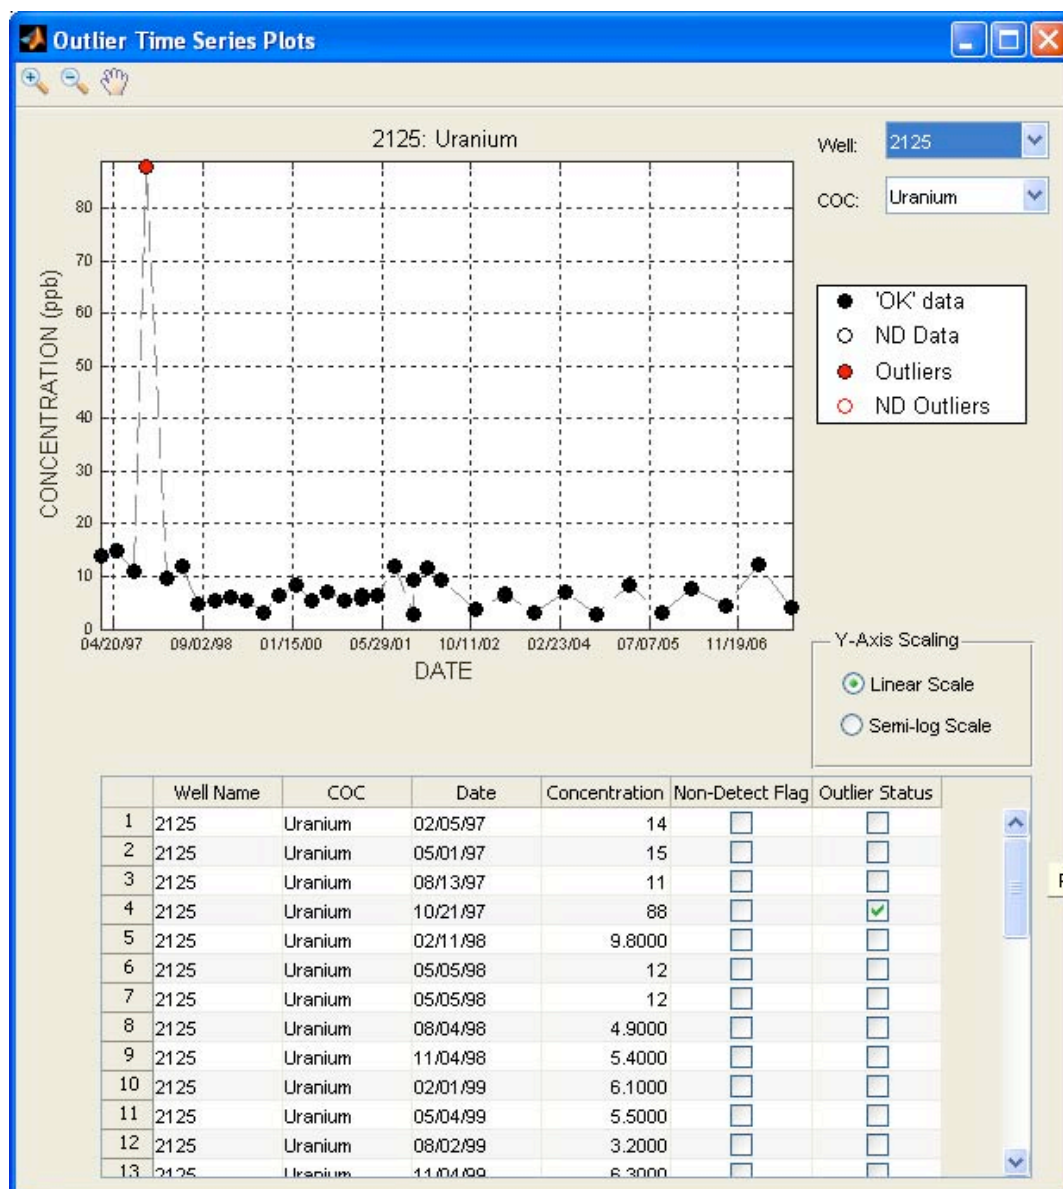 Outlier Time Series Plots
2125: Uranium
Well: 2125
COC: Uranium
'OK' data
ND Data
Outliers
ND Outliers
CONCENTRATION (ppb)
80
70
60
50
40
30
20
10
0
04/20/97 09/02/98 01/15/00 05/29/01 10/11/02 02/23/04 07/07/05 11/19/06
DATE
Y-Axis Scaling
Linear Scale
Semi-log Scale
Well Name COC Date Concentration Non-Detect Flag Outlier Status
1 2125 Uranium 02/05/97 14
2 2125 Uranium 05/01/97 15
3 2125 Uranium 08/13/97 11
4 2125 Uranium 10/21/97 88
5 2125 Uranium 02/11/98 9.8000
6 2125 Uranium 05/05/98 12
7 2125 Uranium 05/05/98 12
8 2125 Uranium 08/04/98 4.9000
9 2125 Uranium 11/04/98 5.4000
10 2125 Uranium 02/01/99 6.1000
11 2125 Uranium 05/04/99 5.5000
12 2125 Uranium 08/02/99 3.2000
13 2125 Uranium 11/04/99 6.3000